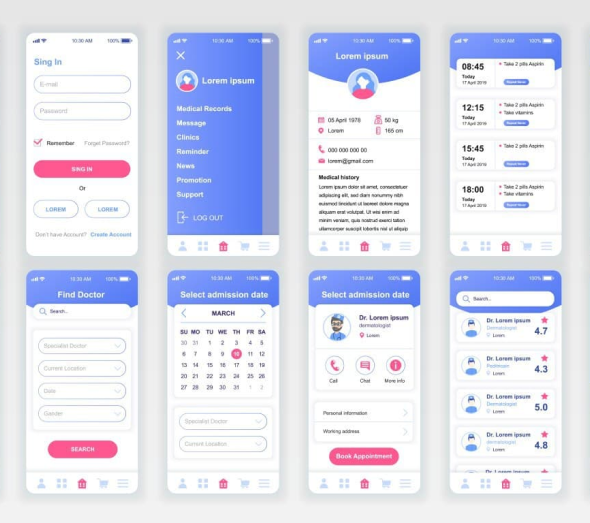 10:30 AM 100%
Sing In
E-mail
Password
Remember Forget Password?
SING IN
Or
LOREM LOREM
Don't have Account? Create Account
10:30 AM 100%
Lorem ipsum
Medical Records
Message
Clinics
Reminder
News
Promotion
Support
LOG OUT
10:30 AM 100%
Lorem ipsum
05 April 1978 50 kg
Lorem 165 cm
000 000 000 00
lorem@gmail.com
Medical history
Lorem ipsum dolor sit amet, consectetuer
adipiscing elit, sed diam nonummy nibh
euismod tincidunt ut laoreet dolore magna
aliquam erat volutpat. Ut wisi enim ad
minim veniam, quis nostrud exerci tation
ullamcorper suscipit lobortis nisl ut aliquip
10:30 AM 100%
08:45
Today
17 April 2019
Take 2 pills Aspirin
12:15
Today
17 April 2019
Take 2 pills Aspirin
Take vitamins
15:45
Today
17 April 2019
Take 2 pills Aspirin
18:00
Today
17 April 2019
Take 2 pills Aspirin
Take vitamins
10:30 AM 100%
Find Doctor
Search..
Specialist Doctor
Current Location
Date
Gender
SEARCH
10:30 AM 100%
Select admission date
MARCH
SU MO TU WE TH FR SA
30 31 1 2 3 4 5
6 7 8 9 10 11 12
13 14 15 16 17 18 19
20 21 22 23 24 25 26
27 28 29 30 31 1 2
Specialist Doctor
Current Location
10:30 AM 100%
Select admission date
Dr. Lorem ipsum
dermatologist
Lorem
Call Chat More info
Personal information
Working address
Book Appointment
10:30 AM 100%
Search..
Dr. Lorem ipsum
Dermatologist
Lorem
4.7
Dr. Lorem ipsum
Lorem
4.3
Dr. Lorem ipsum
Dermatologist
Lorem
5.0
Dr. Lorem ipsum
Dermatologist
Lorem
4.8
Dr. Lorem ipsum